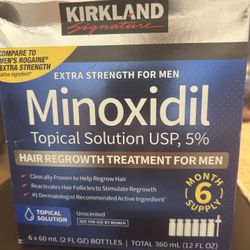 KIRKLAND
Signature
COMPARE TO
MEN'S ROGAINE®
EXTRA STRENGTH
active ingredient*
EXTRA STRENGTH FOR MEN
Minoxidil
Topical Solution USP, 5%
HAIR REGROWTH TREATMENT FOR MEN
• Clinically Proven to Help Regrow Hair
• Reactivates Hair Follicles to Stimulate Regrowth
• #1 Dermatologist Recommended Active Ingredient†
MONTH
6
SUPPLY
TOPICAL
SOLUTION
Unscented
NOT FOR USE BY WOMEN
6 x 60 mL (2 FL OZ) BOTTLES | TOTAL 360 mL (12 FL OZ)